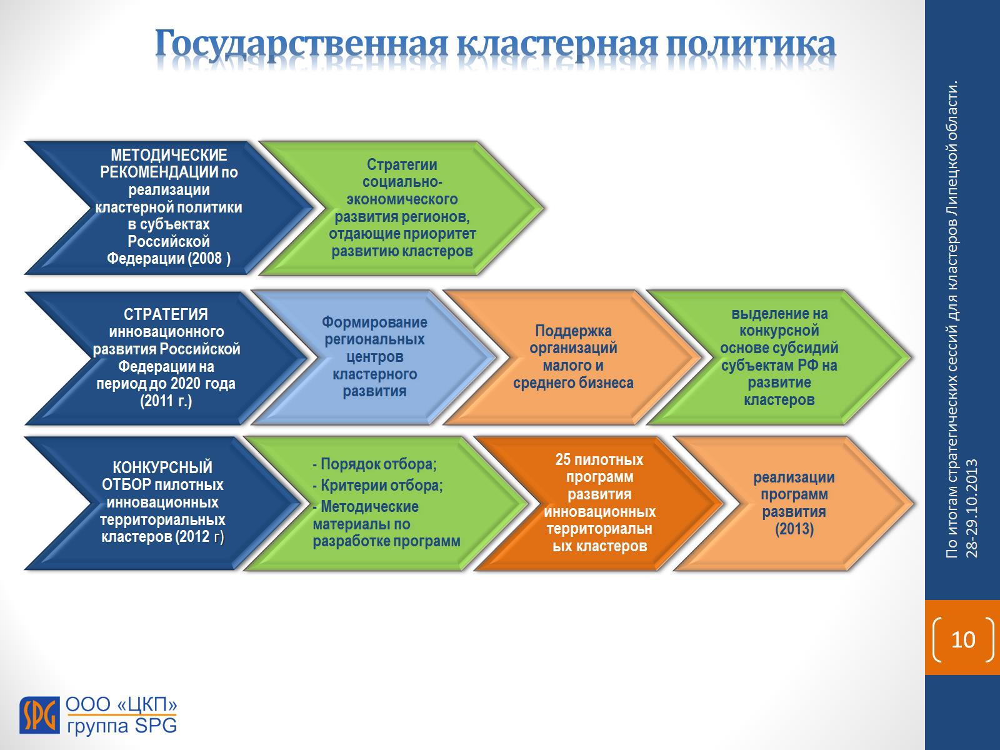 Государственная кластерная политика
МЕТОДИЧЕСКИЕ
РЕКОМЕНДАЦИИ по
реализации
кластерной политики
в субъектах
Российской
Федерации (2008 )
Стратегии
социально-
экономического
развития регионов,
отдающие приоритет
развитию кластеров
СТРАТЕГИЯ
инновационного
развития Российской
Федерации на
период до 2020 года
(2011 г.)
Формирование
региональных
центров
кластерного
развития
Поддержка
организаций
малого и
среднего бизнеса
выделение на
конкурсной
основе субсидий
субъектам РФ на
развитие
кластеров
КОНКУРСНЫЙ
ОТБОР пилотных
инновационных
территориальных
кластеров (2012 г)
- Порядок отбора;
- Критерии отбора;
- Методические
материалы по
разработке программ
25 пилотных
программ
развития
инновационных
территориальн
ых кластеров
реализации
программ
развития
(2013)
По итогам стратегических сессий для кластеров Липецкой области.
28-29.10.2013
10
SPG
ООО «ЦКП»
группа SPG